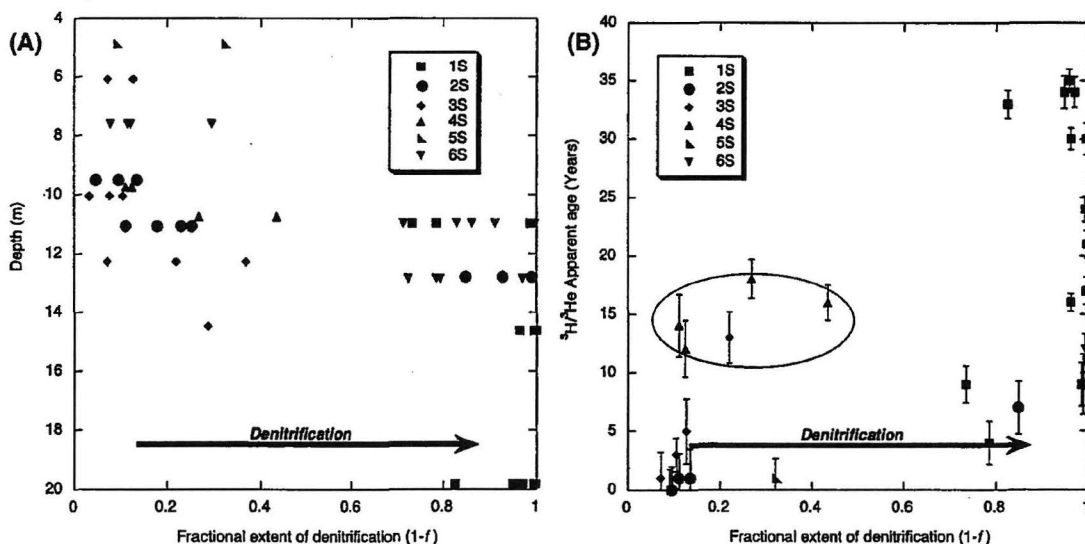 (A)
4
6
8
10
12
14
16
18
20
Depth (m)
1S
2S
3S
4S
5S
6S
Denitrification
0 0.2 0.4 0.6 0.8 1
Fractional extent of denitrification (1-f)
(B)
40
35
30
25
20
15
10
5
0
³H/³He Apparent age (Years)
1S
2S
3S
4S
5S
6S
Denitrification
0 0.2 0.4 0.6 0.8 1
Fractional extent of denitrification (1-f)